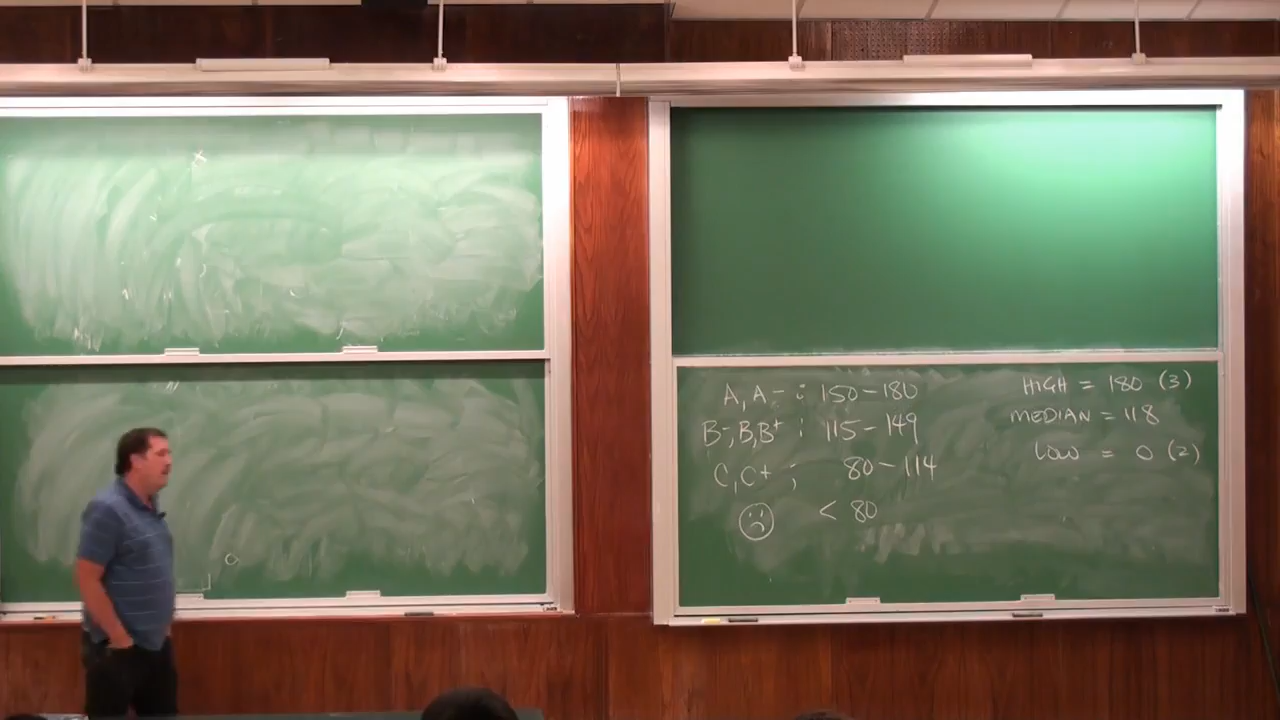 A, A- : 150-180
B-, B, B+ : 115-149
C, C+ : 80-114
< 80
HIGH = 180 (3)
MEDIAN = 118
LOW = 0 (2)